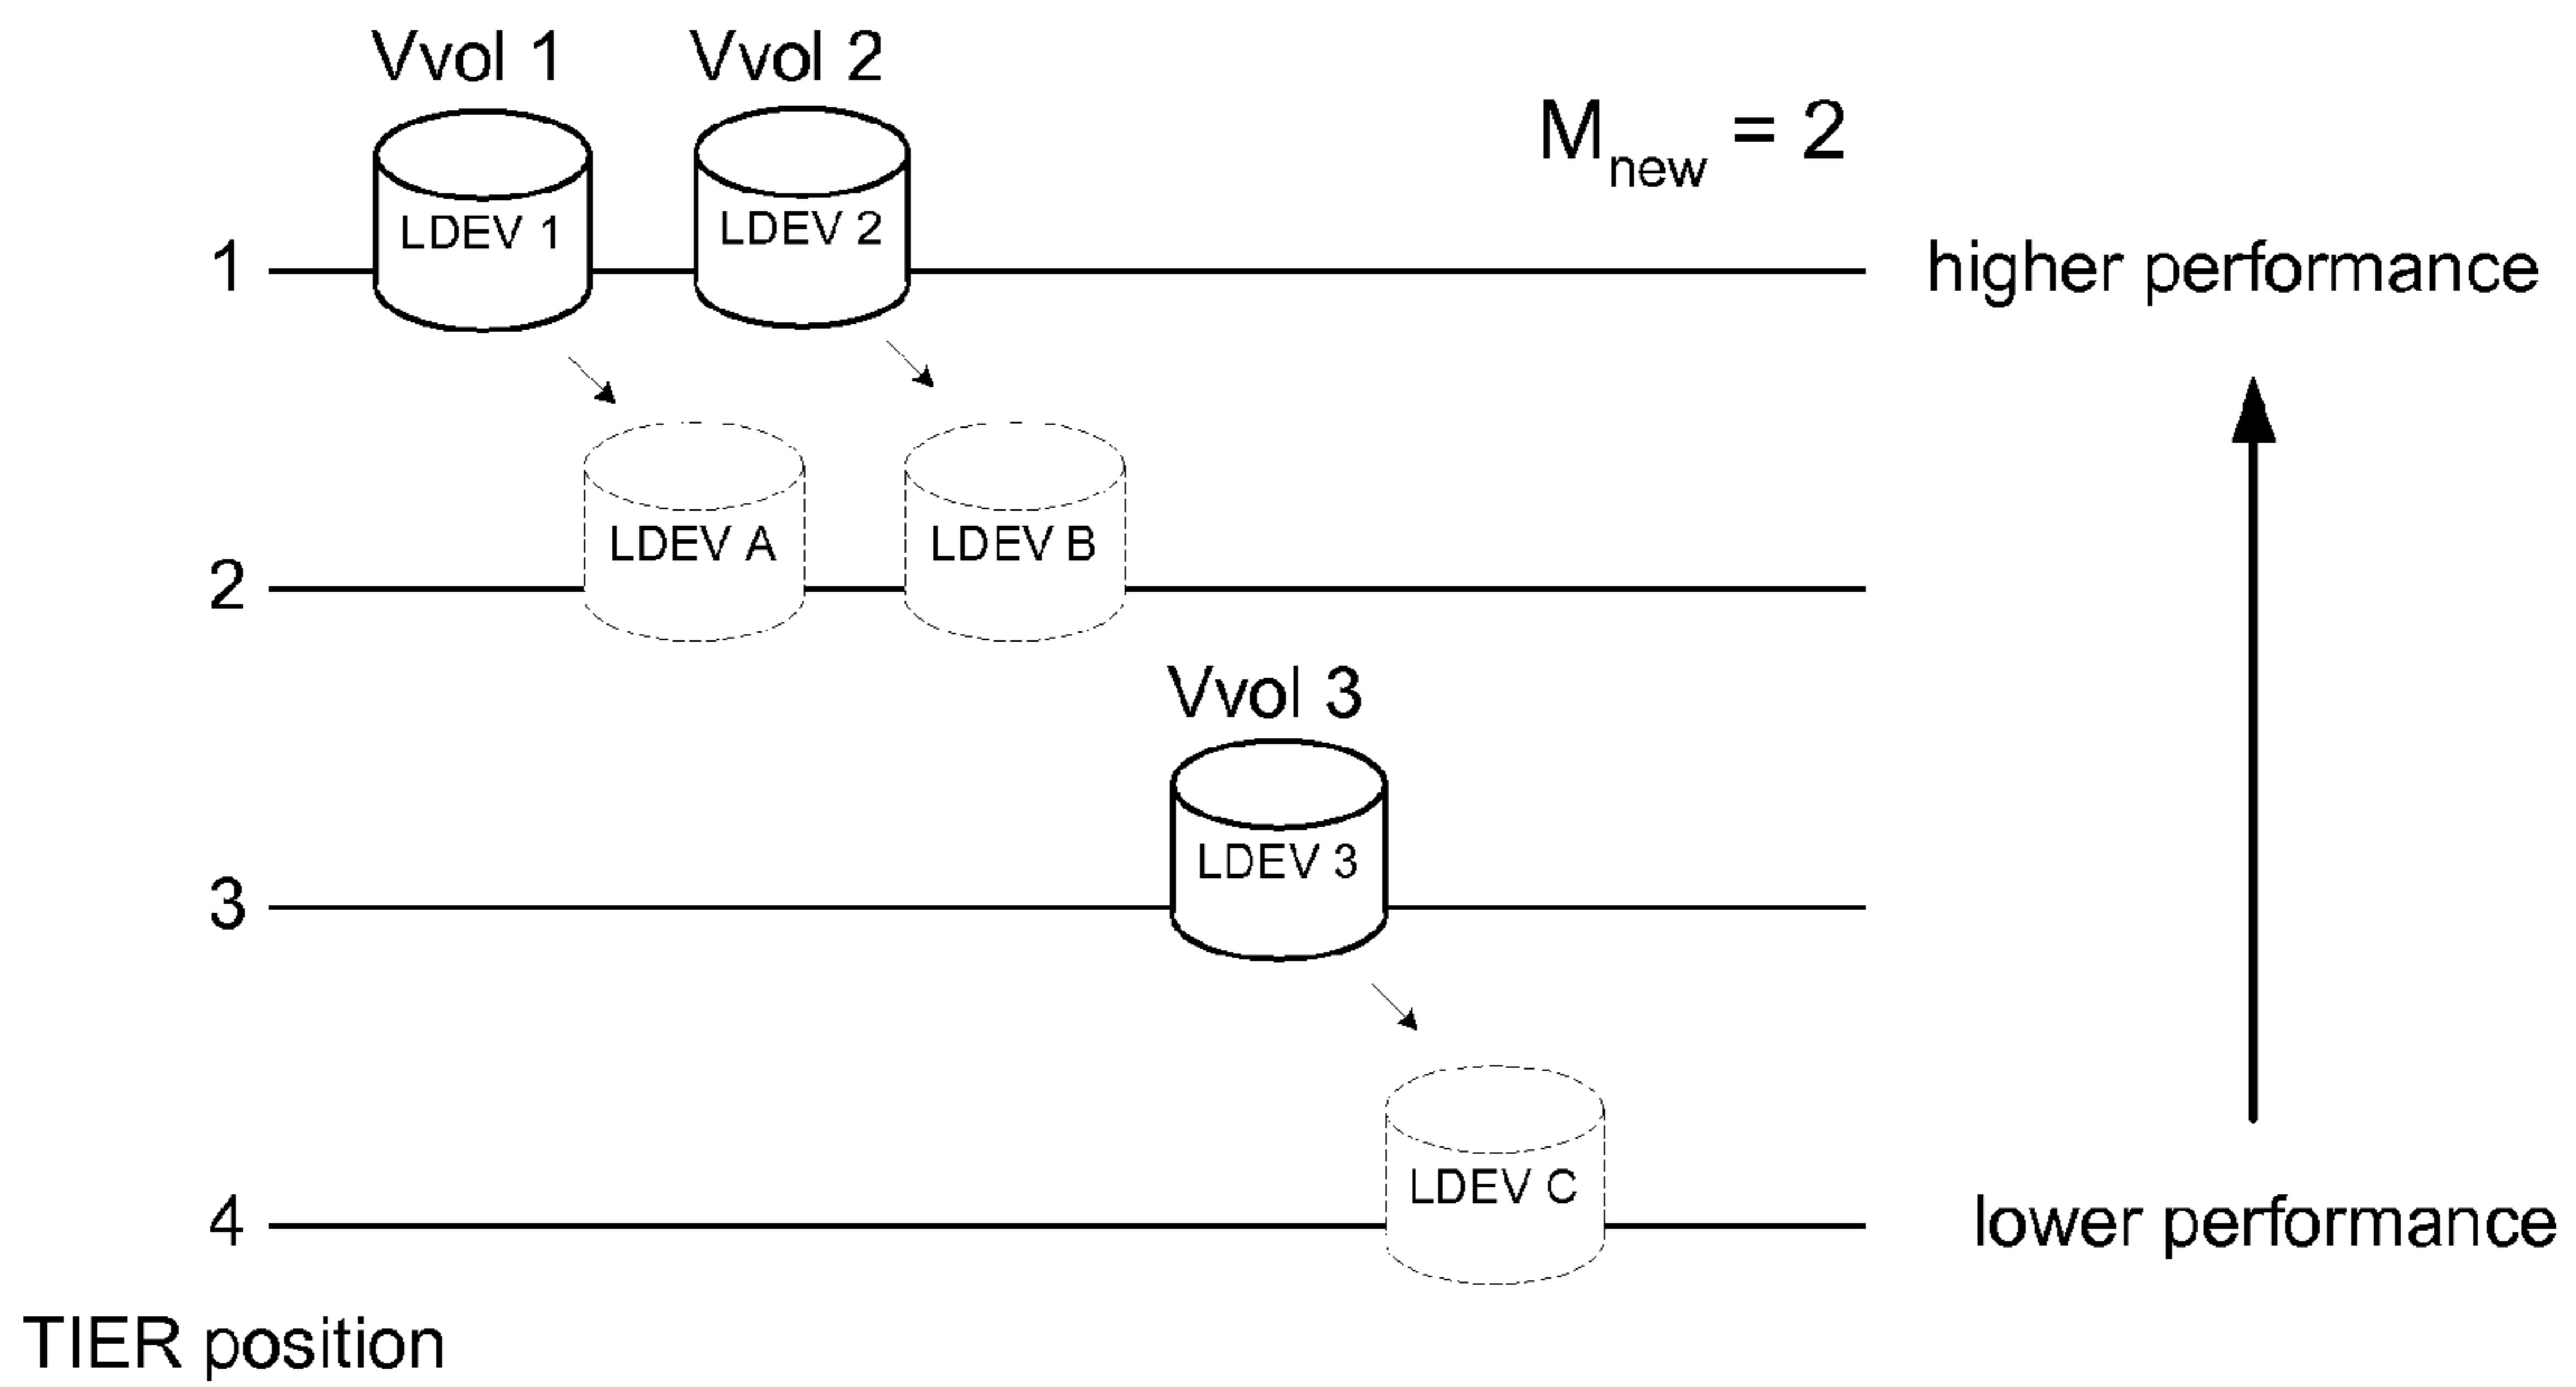 Vvol 1 Vvol 2
M_new = 2
LDEV 1 LDEV 2
1 higher performance
LDEV A LDEV B
2
Vvol 3
LDEV 3
3
LDEV C
4 lower performance
TIER position